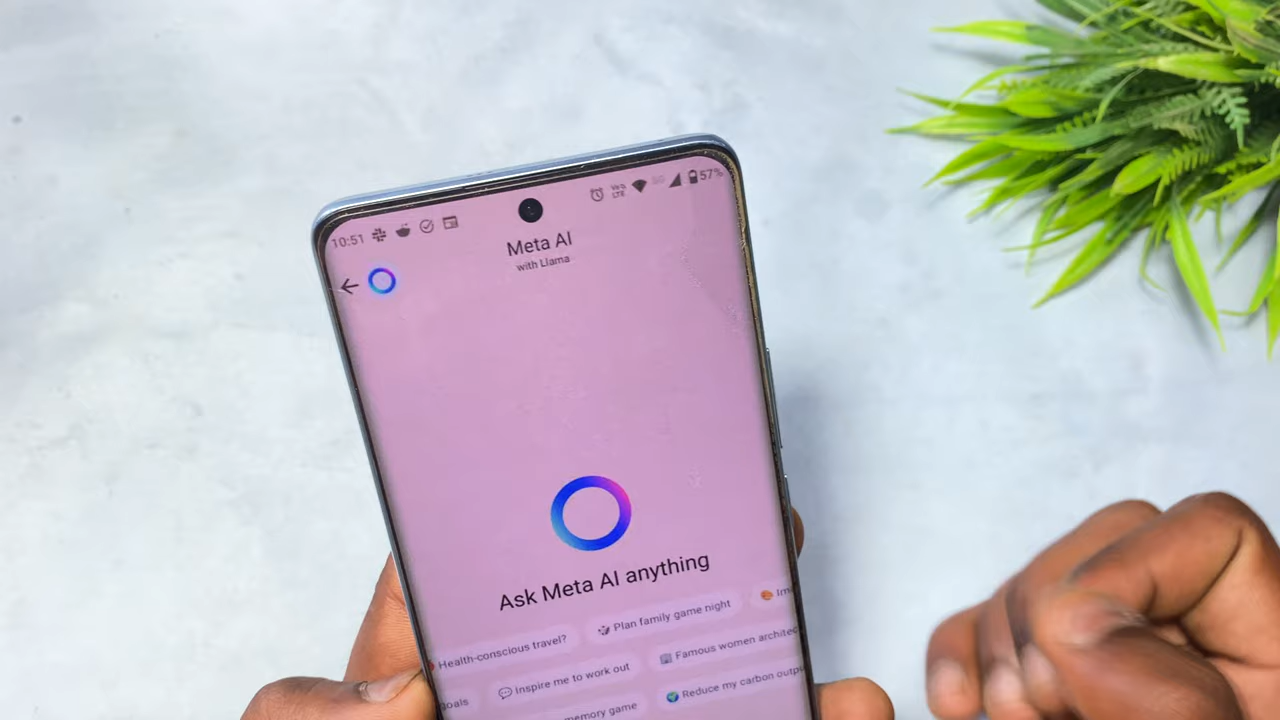 10:51
57%
Meta AI
with Llama
Ask Meta AI anything
Plan family game night
Health-conscious travel?
Famous women architec
Inspire me to work out
Reduce my carbon outpu
goals
memory game